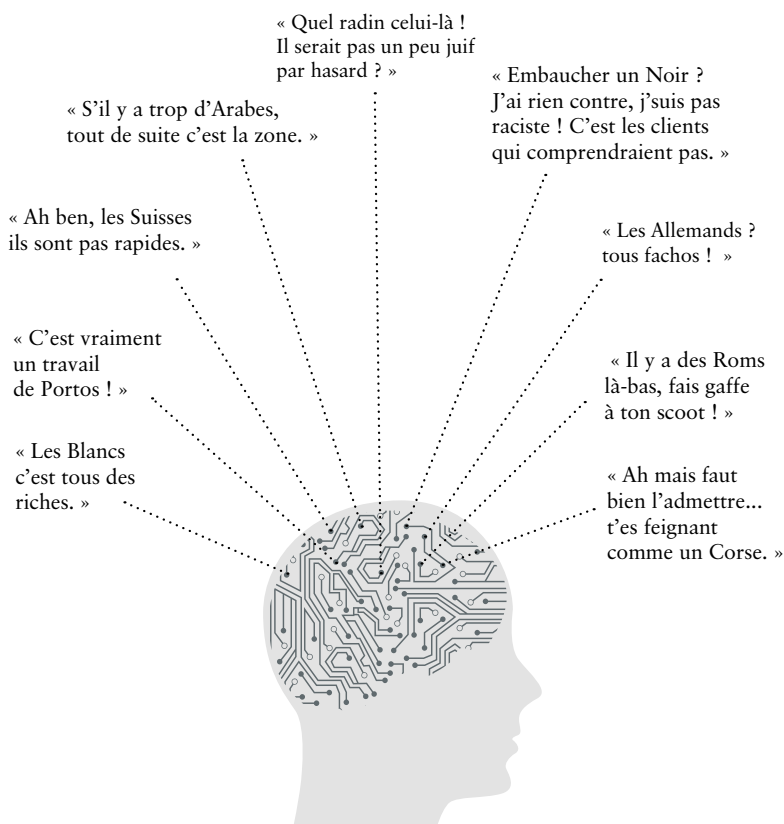 « Quel radin celui-là !
Il serait pas un peu juif
par hasard ? »
« Embaucher un Noir ?
J'ai rien contre, j'suis pas
raciste ! C'est les clients
qui comprendraient pas. »
« S'il y a trop d'Arabes,
tout de suite c'est la zone. »
« Ah ben, les Suisses
ils sont pas rapides. »
« Les Allemands ?
tous fachos ! »
« C'est vraiment
un travail
de Portos ! »
« Il y a des Roms
là-bas, fais gaffe
à ton scoot ! »
« Les Blancs
c'est tous des
riches. »
« Ah mais faut
bien l'admettre...
t'es feignant
comme un Corse. »